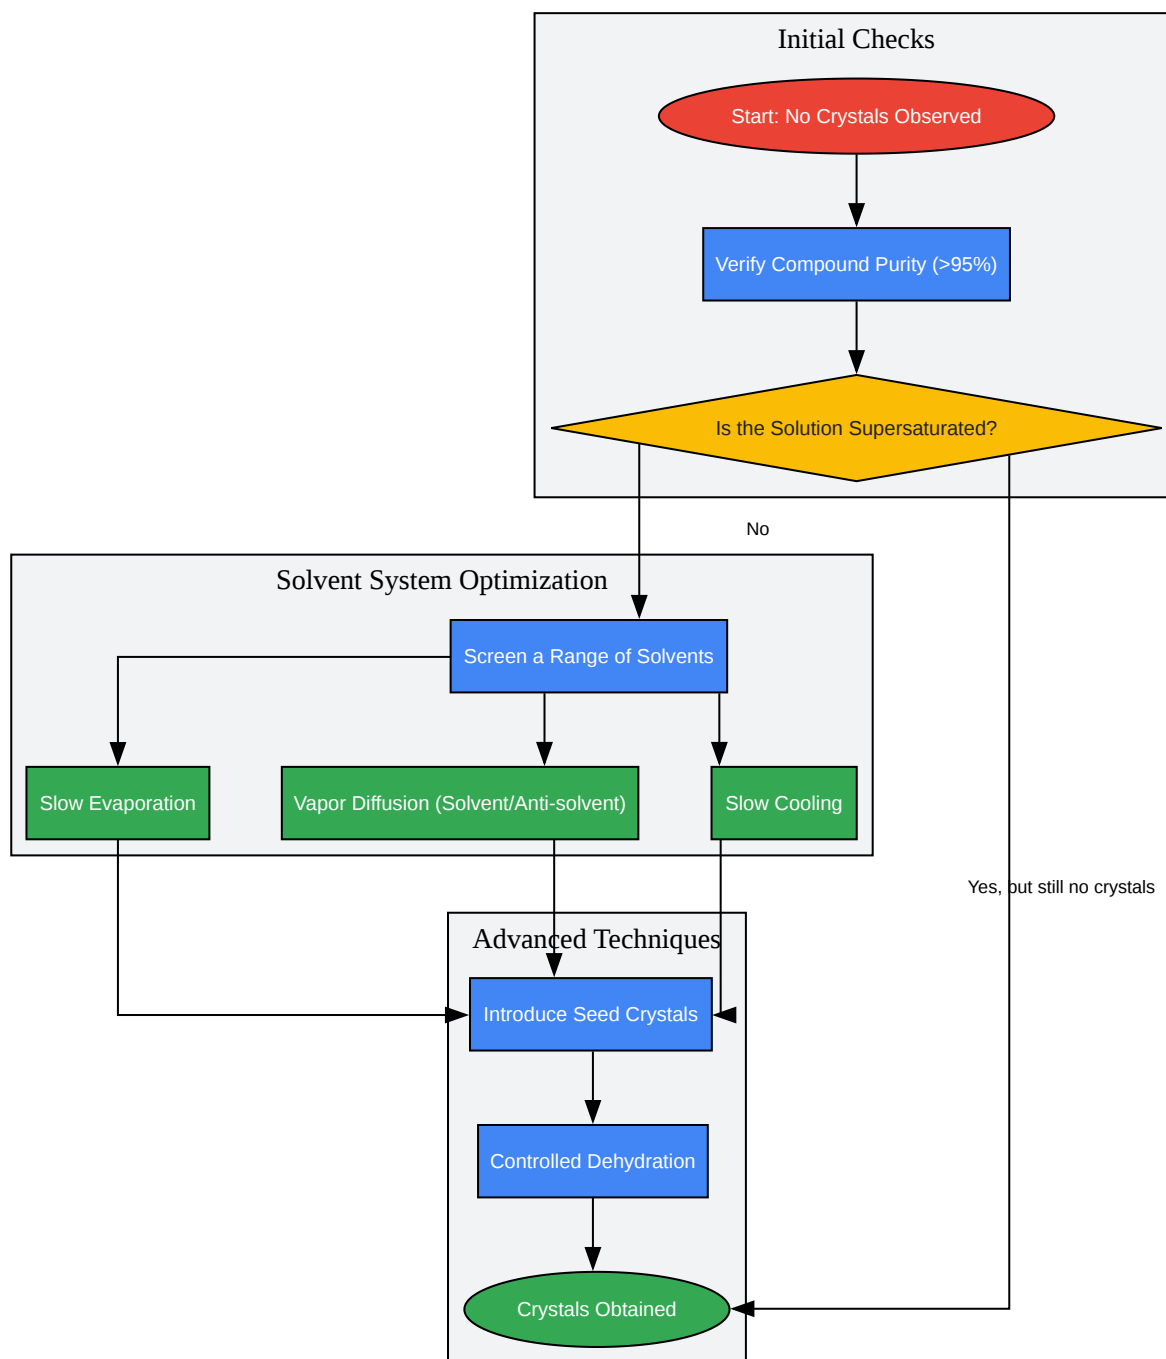 Initial Checks
Start: No Crystals Observed
Verify Compound Purity (>95%)
Is the Solution Supersaturated?
No
Solvent System Optimization
Screen a Range of Solvents
Slow Evaporation
Vapor Diffusion (Solvent/Anti-solvent)
Slow Cooling
Yes, but still no crystals
Advanced Techniques
Introduce Seed Crystals
Controlled Dehydration
Crystals Obtained